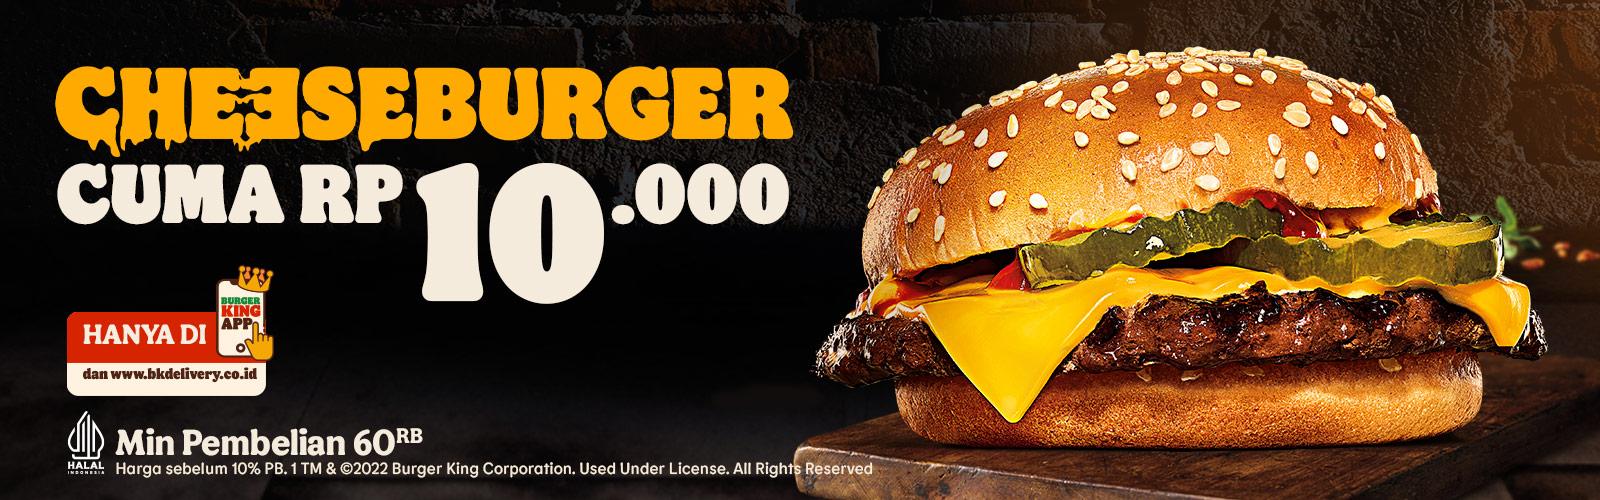 CHEESEBURGER
CUMA RP 10.000
BURGER
KING
APP
HANYA DI
dan www.bkdelivery.co.id
HALAL
INDONESIA
Min Pembelian 60RB
Harga sebelum 10% PB. 1 TM & ©2022 Burger King Corporation. Used Under License. All Rights Reserved